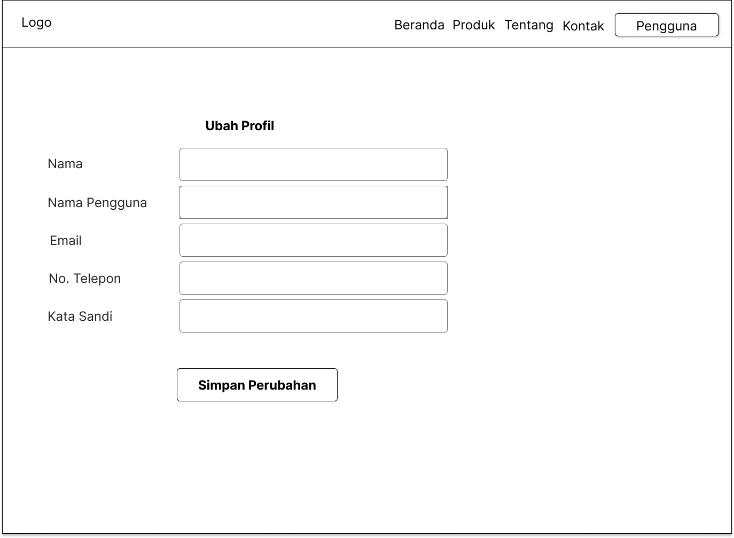 Logo
Beranda Produk Tentang Kontak Pengguna
Ubah Profil
Nama
Nama Pengguna
Email
No. Telepon
Kata Sandi
Simpan Perubahan